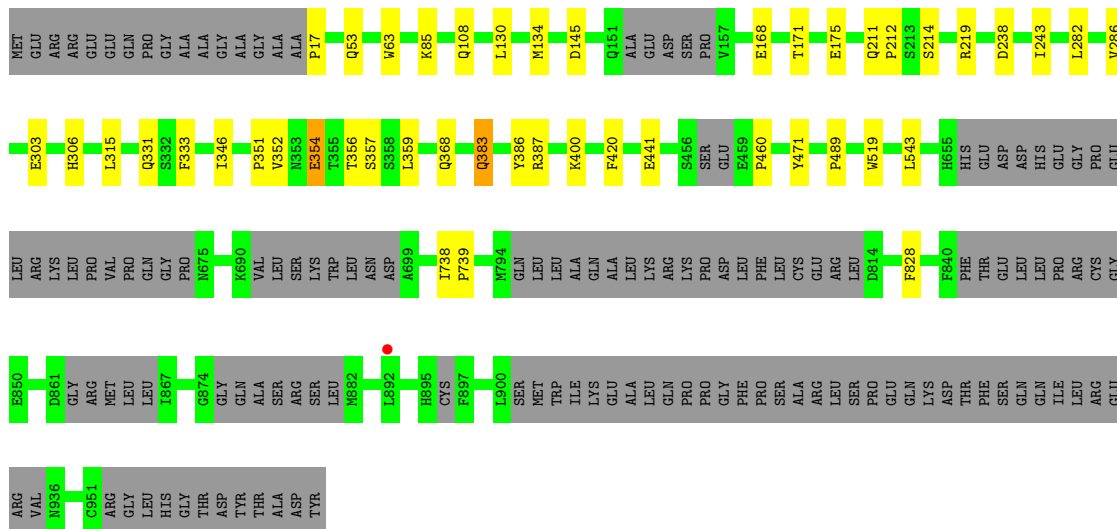 MET GLU ARG ARG GLU GLU GLN PRO GLY ALA ALA GLY ALA GLY ALA ALA P17 Q53 W63 K85 Q108 L130 M134 D145 Q151 ALA GLU ASP SER PRO V157 E168 T171 E175 Q211 P212 S213 S214 R219 D238 I243 L282 V286
E303 H306 L315 Q331 S332 F333 I346 P351 V352 N353 E354 T355 T356 S357 S358 L359 Q368 Q383 Y386 R387 K400 F420 E441 S456 SER GLU E459 P460 Y471 P489 W519 L543 H655 HIS GLU ASP ASP HIS GLU GLY PRO GLU
LEU ARG LYS LEU PRO VAL PRO GLN GLY PRO N675 K690 VAL LEU SER LYS TRP LEU ASN ASP A699 I738 P739 M794 GLN LEU LEU ALA GLN ALA LEU LYS ARG LYS PRO ASP LEU PHE LEU CYS GLU ARG LEU D814 F828 F840 PHE THR GLU LEU LEU PRO ARG CYS GLY
E850 D861 GLY ARG MET LEU LEU I867 G874 GLY GLN ALA SER ARG SER LEU M882 L892 H895 CYS F897 L900 SER MET TRP ILE LYS GLU ALA LEU GLN PRO PRO GLY PHE PRO SER ALA ARG LEU SER PRO GLU GLN LYS ASP THR PHE SER GLN GLN ILE LEU ARG GLU
ARG VAL N936 C951 ARG GLY LEU HIS GLY THR ASP TYR THR ALA ASP TYR